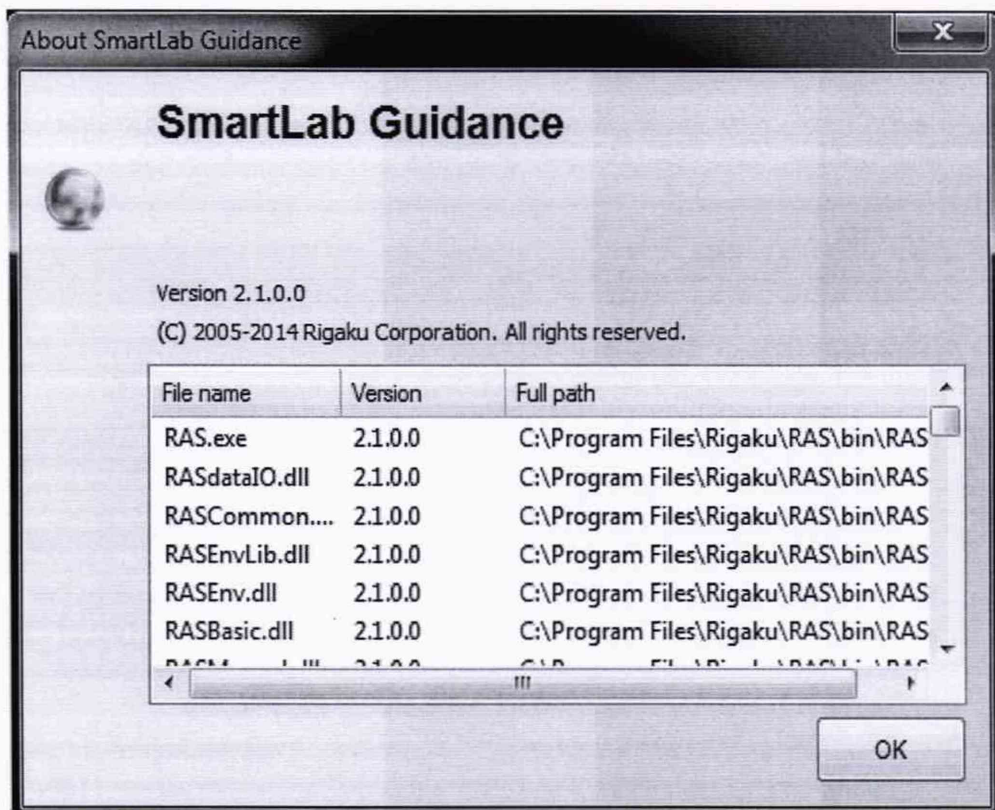 About SmartLab Guidance
SmartLab Guidance
Version 2.1.0.0
(C) 2005-2014 Rigaku Corporation. All rights reserved.
File name Version Full path
RAS.exe 2.1.0.0 C:\Program Files\Rigaku\RAS\bin\RAS
RASdataIO.dll 2.1.0.0 C:\Program Files\Rigaku\RAS\bin\RAS
RASCommon.... 2.1.0.0 C:\Program Files\Rigaku\RAS\bin\RAS
RASEnvLib.dll 2.1.0.0 C:\Program Files\Rigaku\RAS\bin\RAS
RASEnv.dll 2.1.0.0 C:\Program Files\Rigaku\RAS\bin\RAS
RASBasic.dll 2.1.0.0 C:\Program Files\Rigaku\RAS\bin\RAS
OK